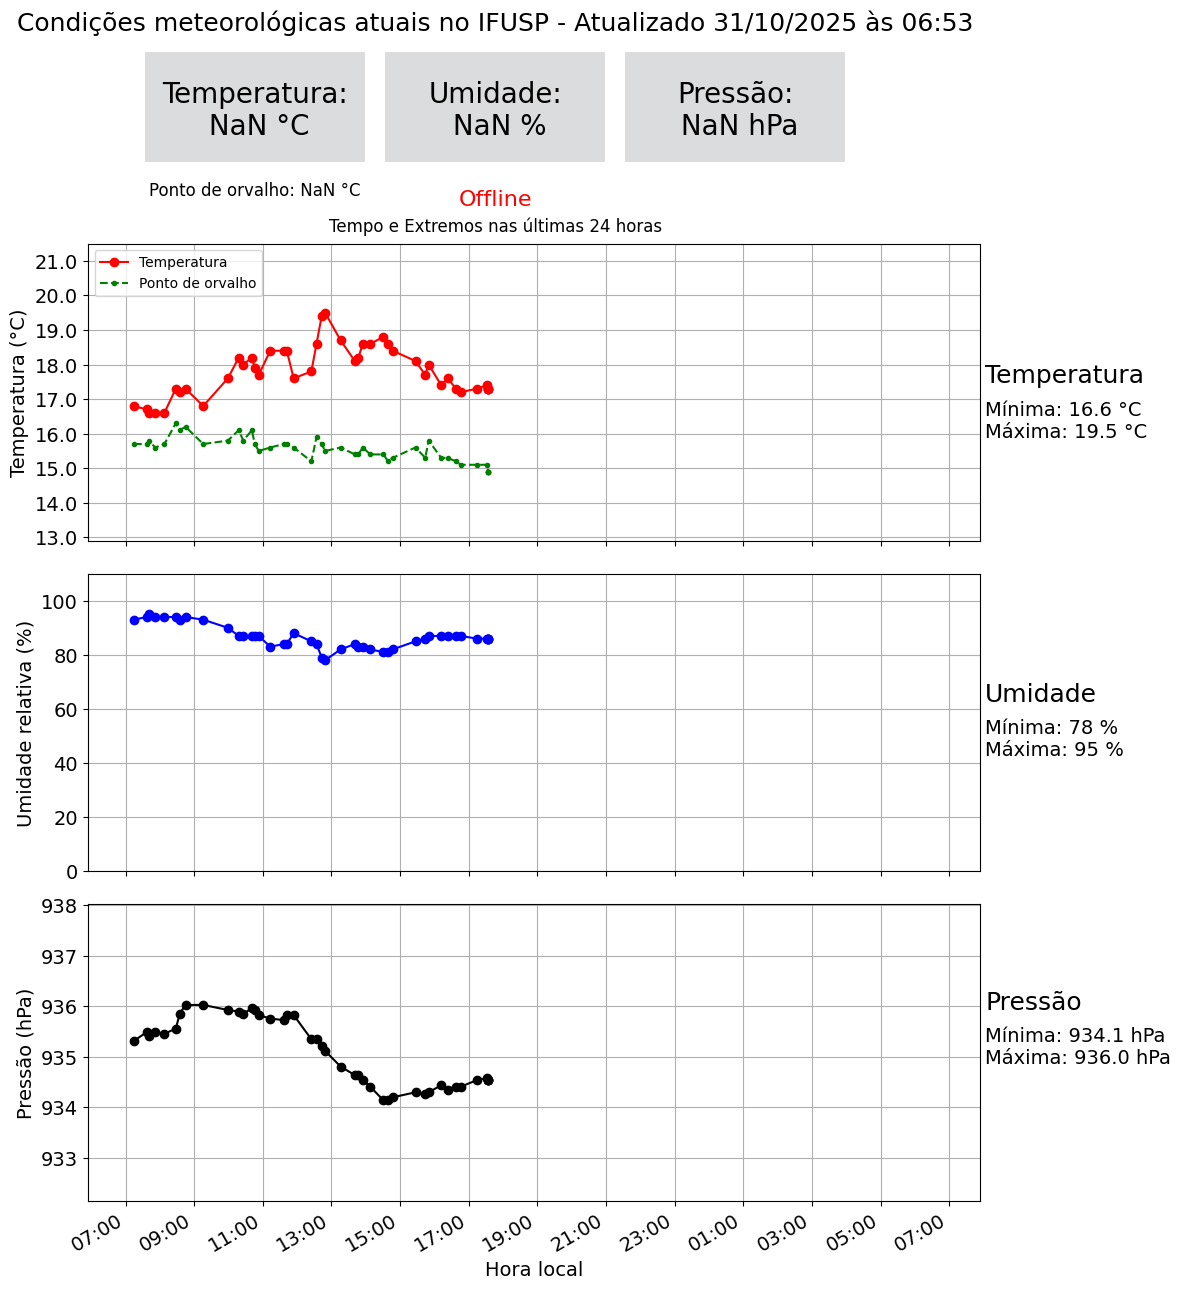 Condições meteorológicas atuais no IFUSP - Atualizado 31/10/2025 às 06:53
Temperatura:
NaN °C
Umidade:
NaN %
Pressão:
NaN hPa
Ponto de orvalho: NaN °C
Offline
Tempo e Extremos nas últimas 24 horas
Temperatura
Ponto de orvalho
Temperatura (°C)
21.0
20.0
19.0
18.0
17.0
16.0
15.0
14.0
13.0
Temperatura
Mínima: 16.6 °C
Máxima: 19.5 °C
Umidade relativa (%)
100
80
60
40
20
0
Umidade
Mínima: 78 %
Máxima: 95 %
Pressão (hPa)
938
937
936
935
934
933
Pressão
Mínima: 934.1 hPa
Máxima: 936.0 hPa
07:00 09:00 11:00 13:00 15:00 17:00 19:00 21:00 23:00 01:00 03:00 05:00 07:00
Hora local